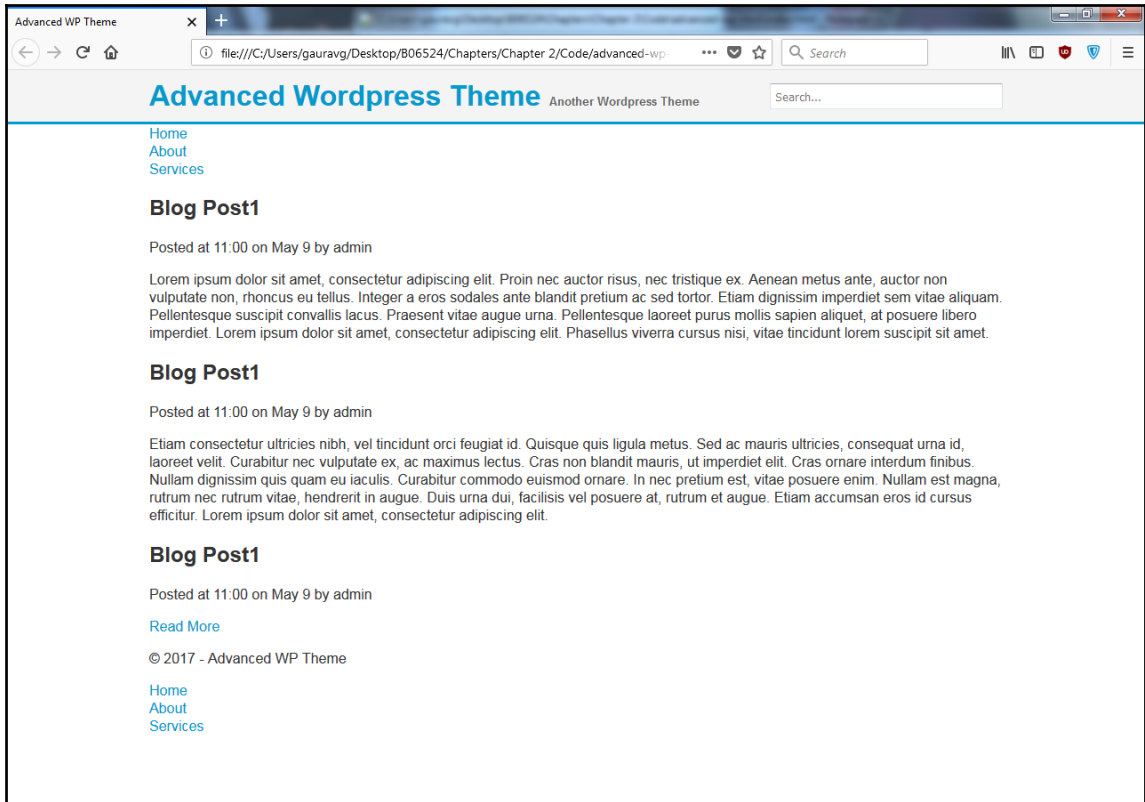 Advanced WP Theme
file:///C:/Users/gauravg/Desktop/B06524/Chapters/Chapter 2/Code/advanced-wp-
Search
Advanced Wordpress Theme Another Wordpress Theme
Search...
Home
About
Services
Blog Post1
Posted at 11:00 on May 9 by admin
Lorem ipsum dolor sit amet, consectetur adipiscing elit. Proin nec auctor risus, nec tristique ex. Aenean metus ante, auctor non
vulputate non, rhoncus eu tellus. Integer a eros sodales ante blandit pretium ac sed tortor. Etiam dignissim imperdiet sem vitae aliquam.
Pellentesque suscipit convallis lacus. Praesent vitae augue urna. Pellentesque laoreet purus mollis sapien aliquet, at posuere libero
imperdiet. Lorem ipsum dolor sit amet, consectetur adipiscing elit. Phasellus viverra cursus nisi, vitae tincidunt lorem suscipit sit amet.
Blog Post1
Posted at 11:00 on May 9 by admin
Etiam consectetur ultricies nibh, vel tincidunt orci feugiat id. Quisque quis ligula metus. Sed ac mauris ultricies, consequat urna id,
laoreet velit. Curabitur nec vulputate ex, ac maximus lectus. Cras non blandit mauris, ut imperdiet elit. Cras ornare interdum finibus.
Nullam dignissim quis quam eu iaculis. Curabitur commodo euismod ornare. In nec pretium est, vitae posuere enim. Nullam est magna,
rutrum nec rutrum vitae, hendrerit in augue. Duis urna dui, facilisis vel posuere at, rutrum et augue. Etiam accumsan eros id cursus
efficitur. Lorem ipsum dolor sit amet, consectetur adipiscing elit.
Blog Post1
Posted at 11:00 on May 9 by admin
Read More
© 2017 - Advanced WP Theme
Home
About
Services